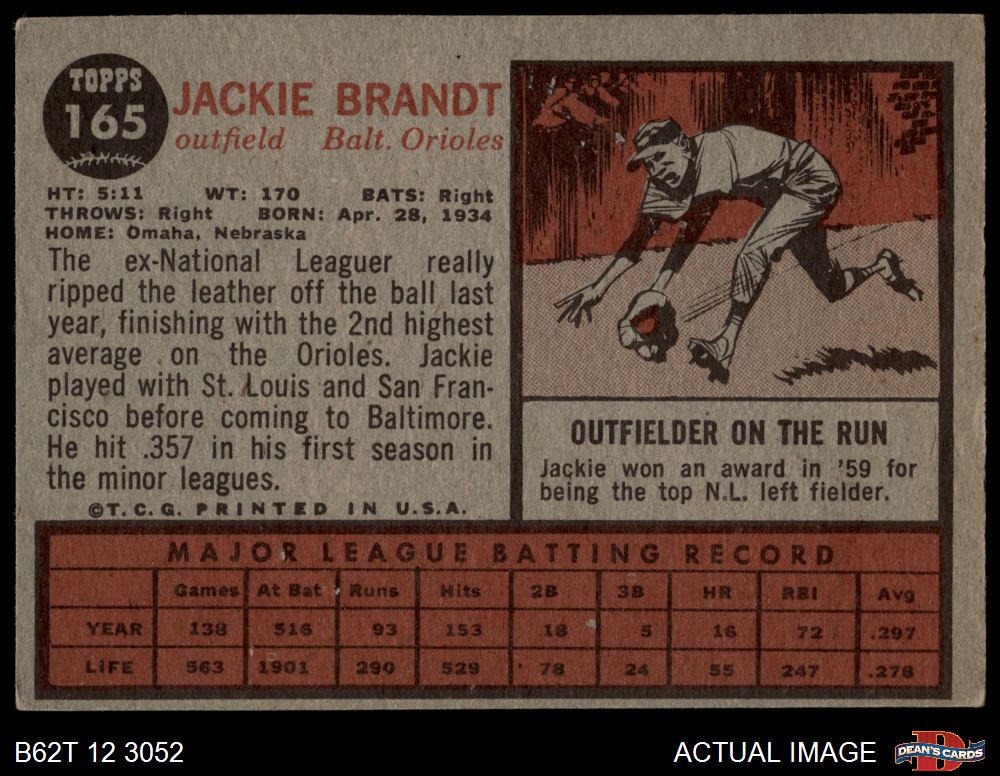 TOPPS
165
JACKIE BRANDT
outfield Balt. Orioles
HT: 5:11 WT: 170 BATS: Right
THROWS: Right BORN: Apr. 28, 1934
HOME: Omaha, Nebraska
The ex-National Leaguer really
ripped the leather off the ball last
year, finishing with the 2nd highest
average on the Orioles. Jackie
played with St. Louis and San Fran-
cisco before coming to Baltimore.
He hit .357 in his first season in
the minor leagues.
©T.C.G. PRINTED IN U.S.A.
OUTFIELDER ON THE RUN
Jackie won an award in '59 for
being the top N.L. left fielder.
MAJOR LEAGUE BATTING RECORD
Games At Bat Runs Hits 2B 3B HR RBI Avg
YEAR 138 516 93 153 18 5 16 72 .297
LIFE 563 1901 290 529 78 24 55 247 .278
B62T 12 3052
ACTUAL IMAGE
DEAN'S CARDS